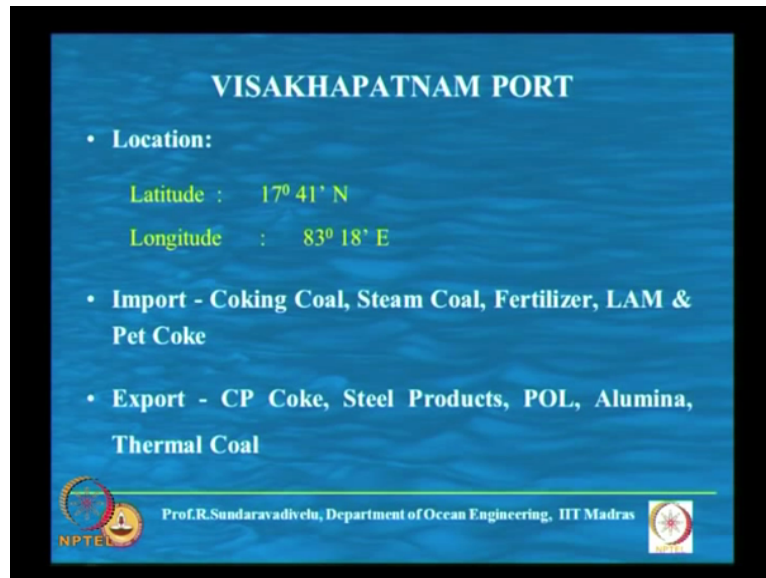 VISAKHAPATNAM PORT
• Location:
Latitude : 17⁰ 41’ N
Longitude : 83⁰ 18’ E
• Import - Coking Coal, Steam Coal, Fertilizer, LAM &
Pet Coke
• Export - CP Coke, Steel Products, POL, Alumina,
Thermal Coal
Prof.R.Sundaravadivelu, Department of Ocean Engineering, IIT Madras
NPTEL
NPTEL